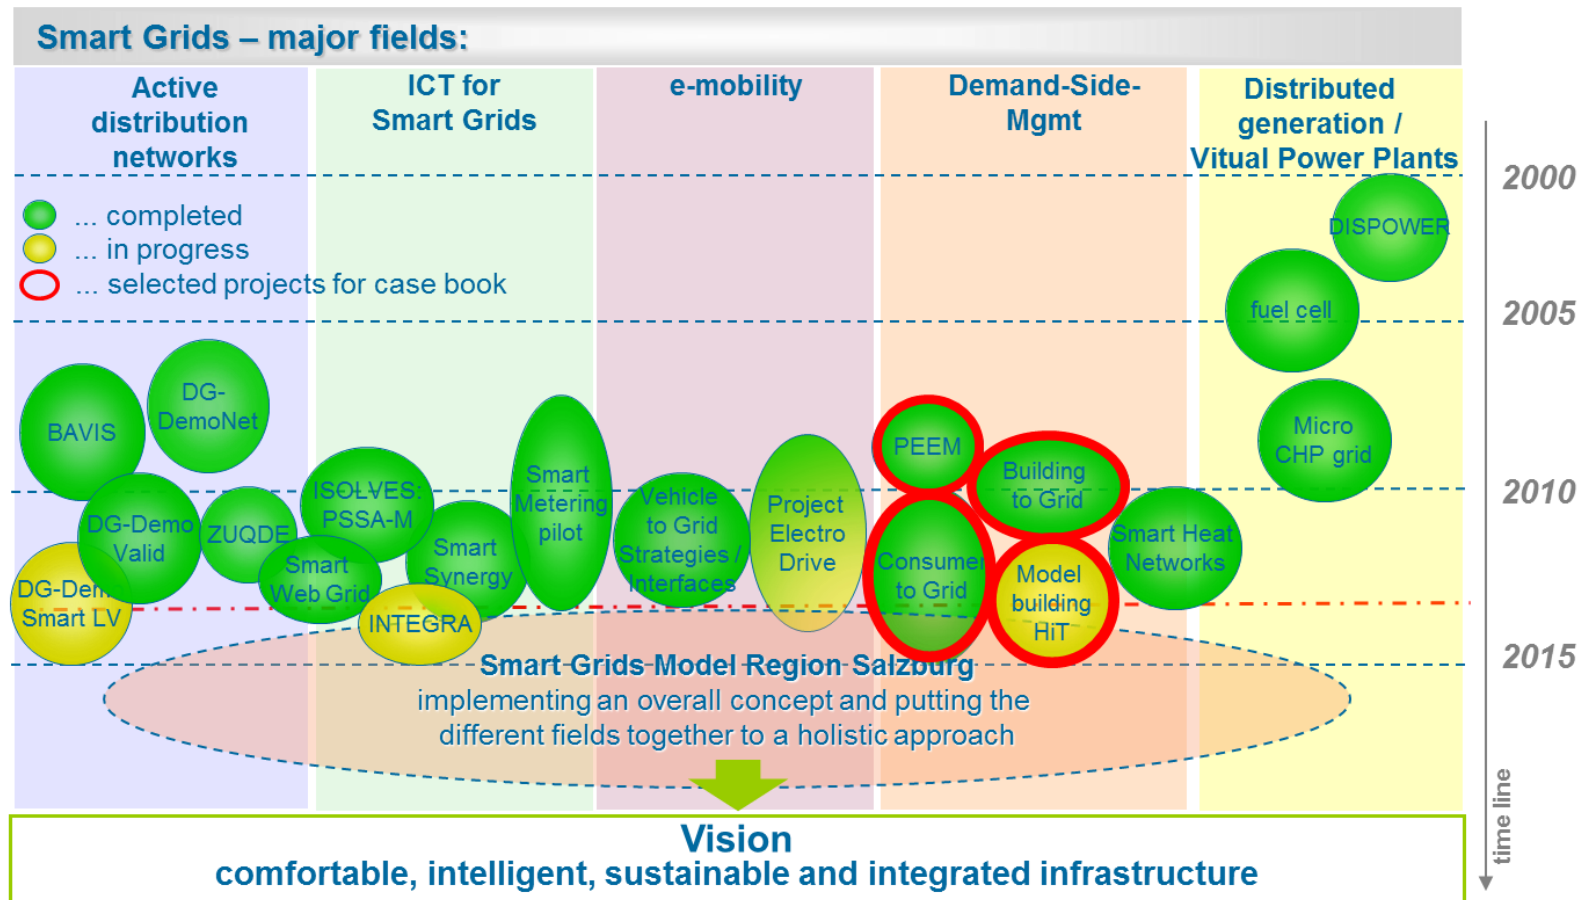 Smart Grids – major fields:
Active
distribution
networks
ICT for
Smart Grids
e-mobility
Demand-Side-
Mgmt
Distributed
generation /
Vitual Power Plants
2000
... completed
... in progress
... selected projects for case book
DISPOWER
fuel cell
2005
DG-
DemoNet
BAVIS
Micro
CHP grid
PEEM
Building
to Grid
2010
ISOLVES:
PSSA-M
Smart
Metering
pilot
Vehicle
to Grid
Strategies /
Interfaces
Project
Electro
Drive
DG-Demo
Valid
ZUQDE
Smart
Synergy
Smart
Web Grid
Consumer
to Grid
Smart Heat
Networks
Model
building
HiT
DG-Dem
Smart LV
INTEGRA
2015
Smart Grids Model Region Salzburg
implementing an overall concept and putting the
different fields together to a holistic approach
time line
Vision
comfortable, intelligent, sustainable and integrated infrastructure